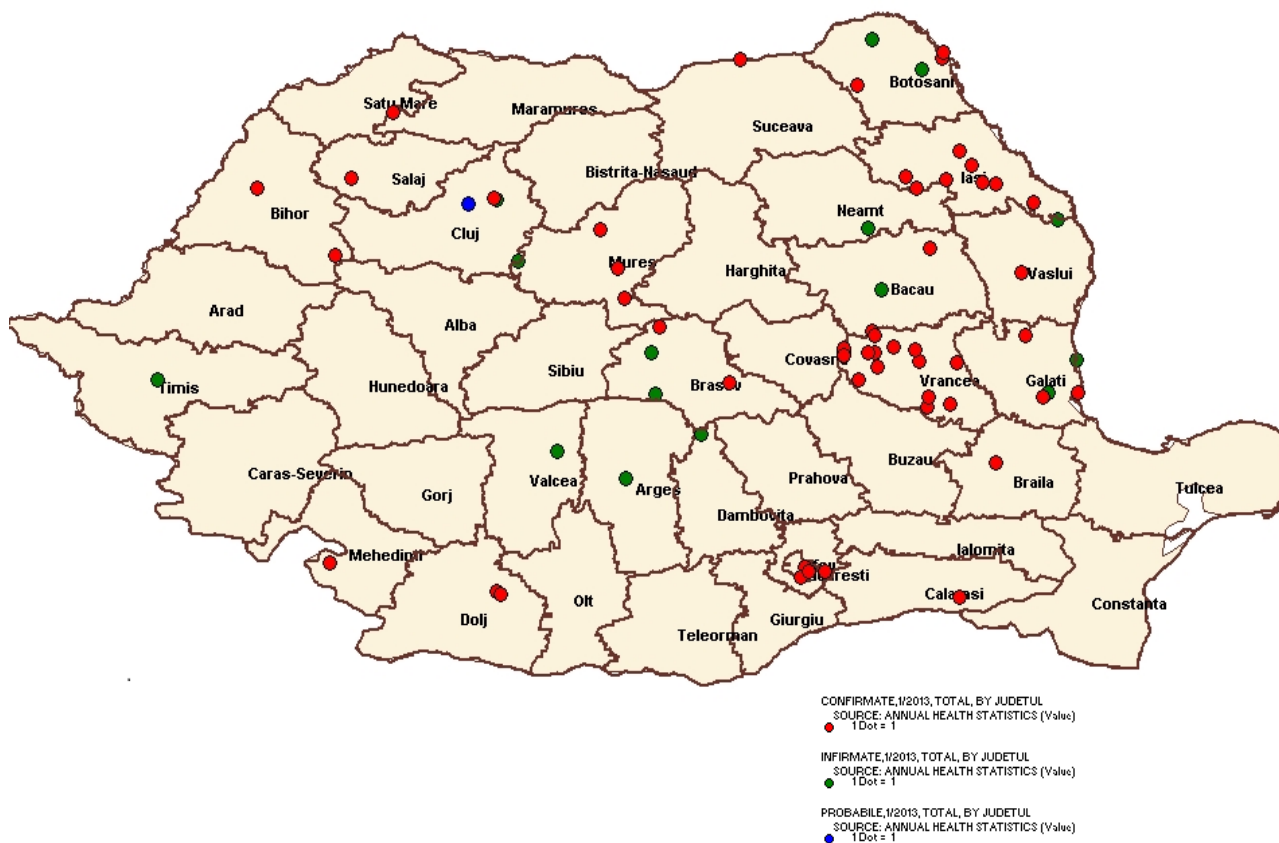 Botosani
Satu Mare
Maramures
Suceava
Bistrita-Nasaud
Salaj
Iasi
Bihor
Nearnt
Cluj
Mures
Harghita
Vaslui
Bacau
Arad
Alba
Covasna
Sibiu
Timis
Hunedoara
Brasov
Vrancea
Galati
Buzau
Caras-Severin
Valcea
Prahova
Braila
Gorj
Arges
Tulcea
Dambovita
Ialomita
Mehedinti
Bucuresti
Calarasi
Olt
Constanta
Dolj
Giurgiu
Teleorman
CONFIRMATE,1/2013, TOTAL, BY JUDETUL
SOURCE: ANNUAL HEALTH STATISTICS (Value)
1 Dot = 1
INFIRMATE,1/2013, TOTAL, BY JUDETUL
SOURCE: ANNUAL HEALTH STATISTICS (Value)
1 Dot = 1
PROBABILE,1/2013, TOTAL, BY JUDETUL
SOURCE: ANNUAL HEALTH STATISTICS (Value)
1 Dot = 1